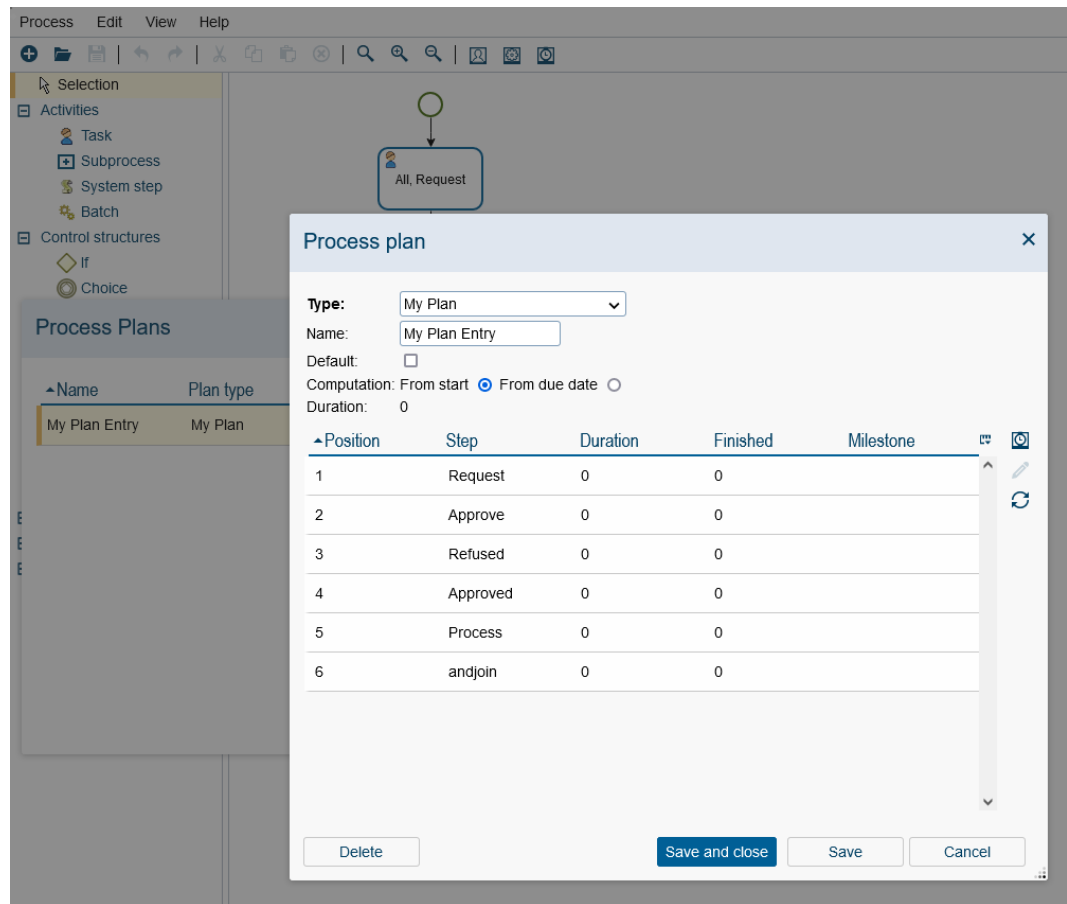 Process Edit View Help
Selection
Activities
Task
Subprocess
System step
Batch
Control structures
If
Choice
All, Request
Process Plans
Name Plan type
My Plan Entry My Plan
Process plan
Type: My Plan
Name: My Plan Entry
Default:
Computation: From start From due date
Duration: 0
Position Step Duration Finished Milestone
1 Request 0 0
2 Approve 0 0
3 Refused 0 0
4 Approved 0 0
5 Process 0 0
6 andjoin 0 0
Delete Save and close Save Cancel